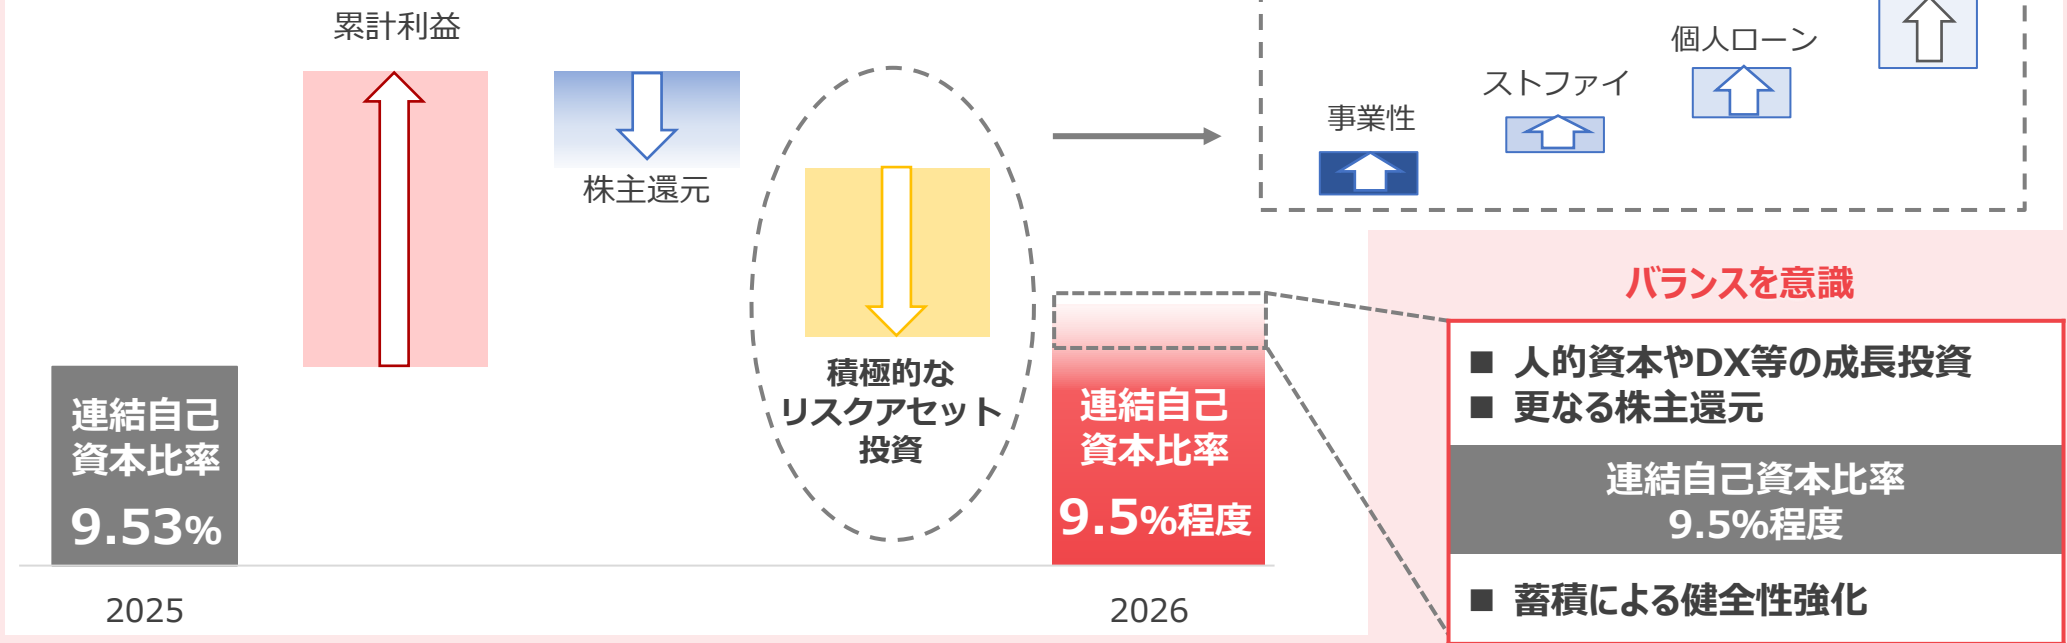 累計利益
株主還元
積極的な
リスクアセット
投資
個人ローン
ストファイ
事業性
連結自己
資本比率
9.53%
2025
連結自己
資本比率
9.5%程度
2026
バランスを意識
■ 人的資本やDX等の成長投資
■ 更なる株主還元
連結自己資本比率
9.5%程度
■ 蓄積による健全性強化